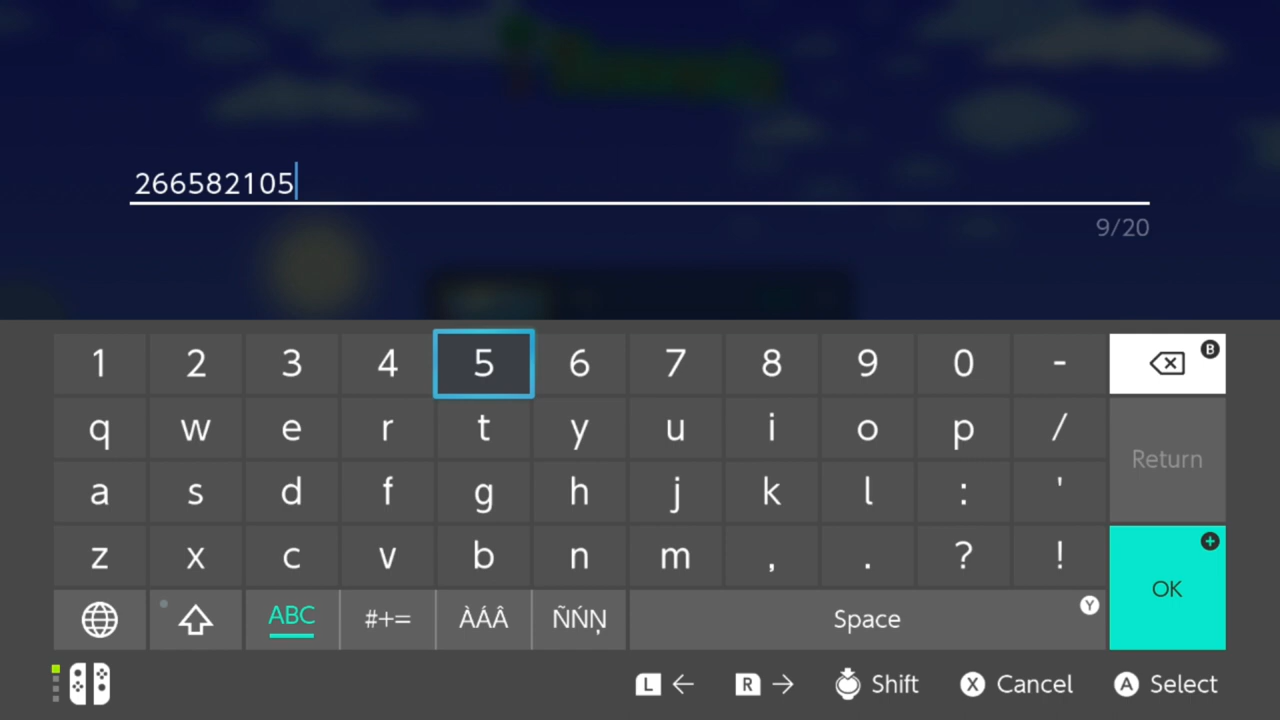 266582105
9/20
1 2 3 4 5 6 7 8 9 0 -
B
q w e r t y u i o p /
Return
a s d f g h j k l : '
z x c v b n m , . ? !
+
OK
ABC #+= ÀÁÂ ÑŃŅ Space Y
L ← R → Shift X Cancel A Select